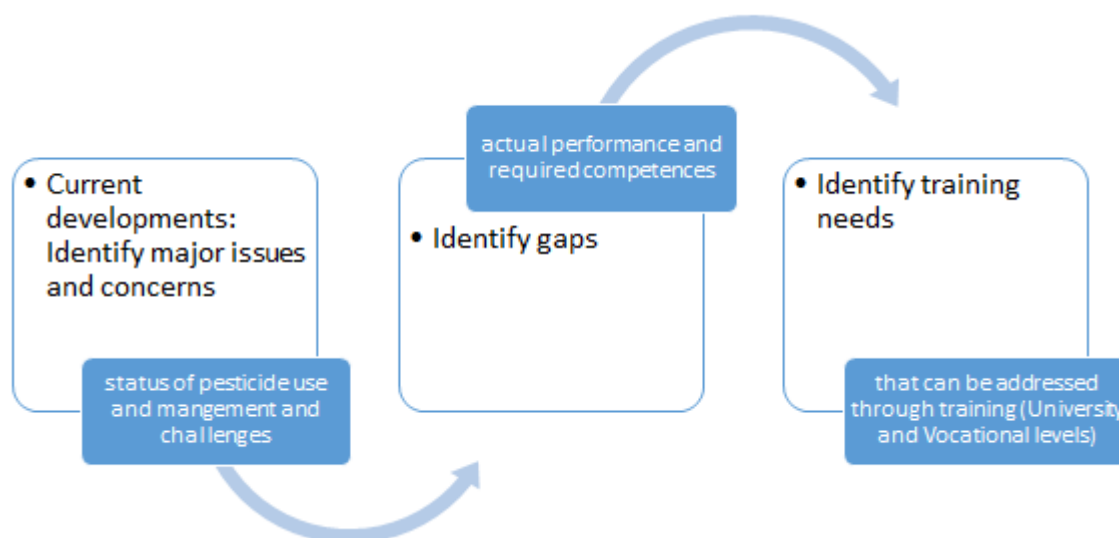 • Current
developments:
Identify major issues
and concerns
status of pesticide use
and mangement and
challenges
actual performance and
required competences
• Identify gaps
• Identify training
needs
that can be addressed
through training (University
and Vocational levels)